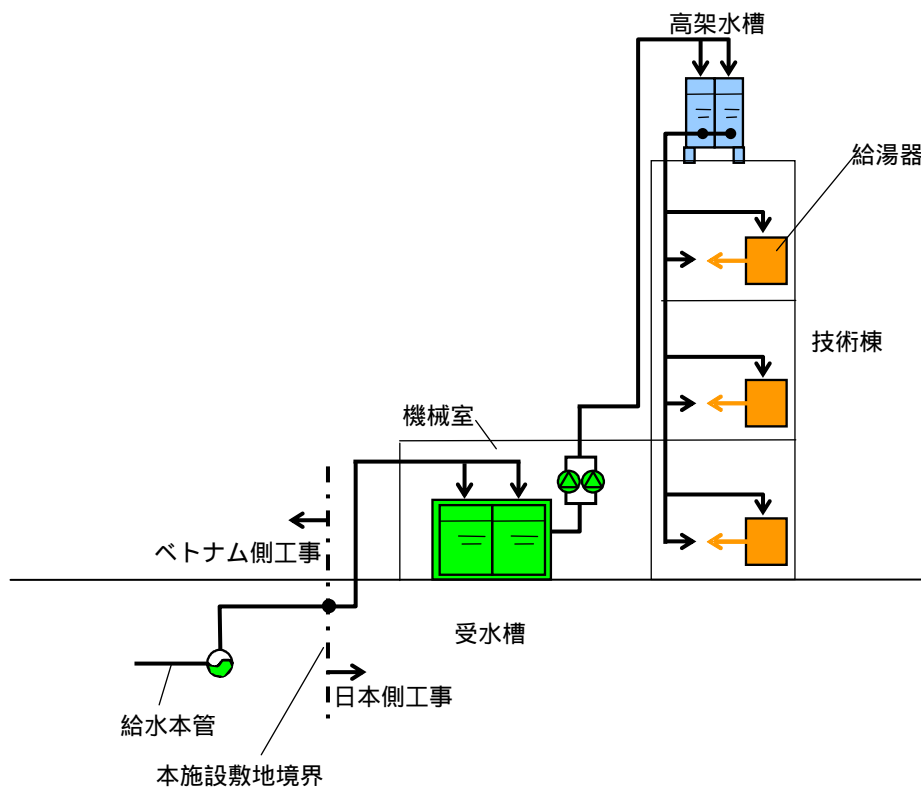 高架水槽
給湯器
技術棟
機械室
ベトナム側工事
受水槽
日本側工事
給水本管
本施設敷地境界